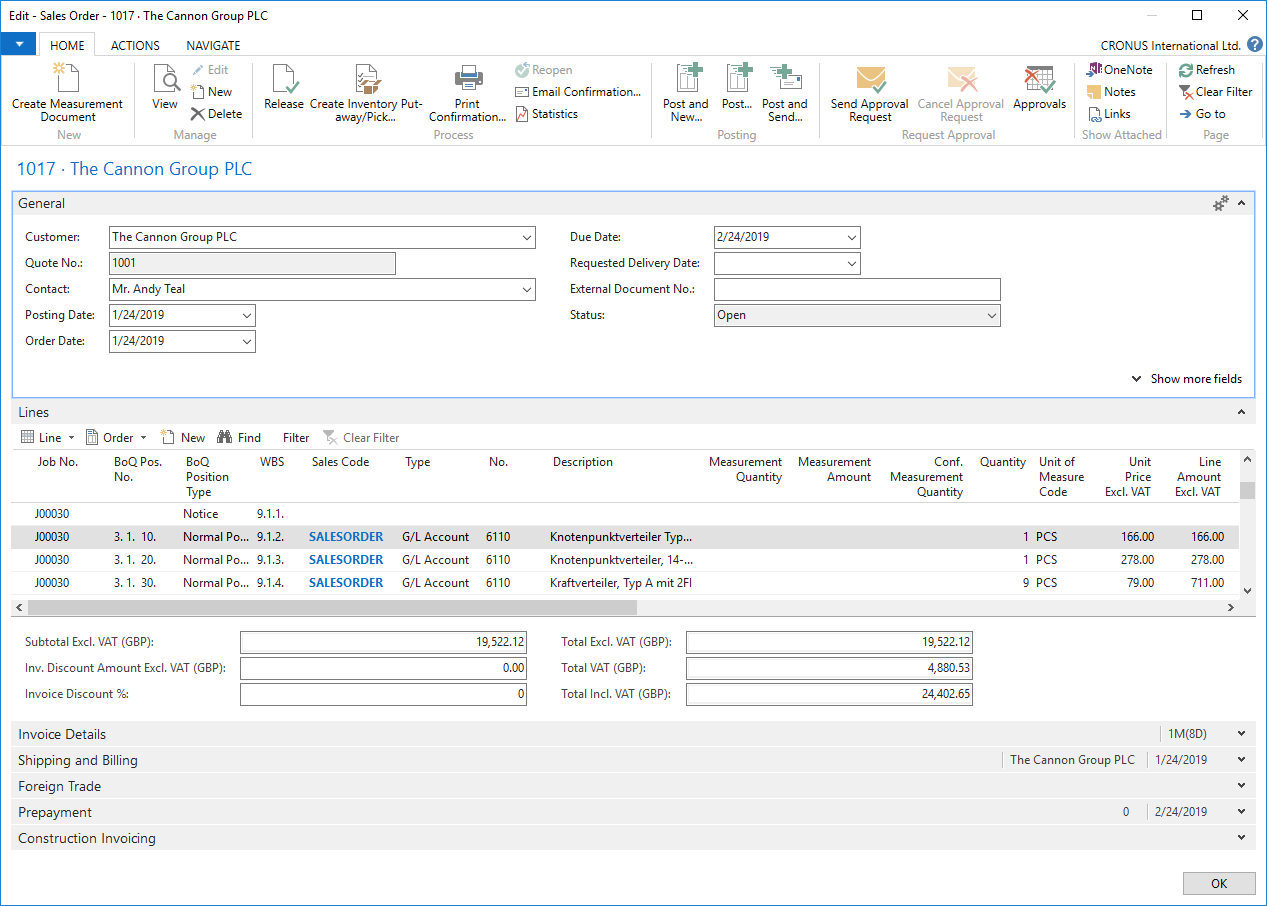 Edit - Sales Order - 1017 · The Cannon Group PLC
HOME ACTIONS NAVIGATE CRONUS International Ltd. ?
Create Measurement Document
New
View
Edit
New
Delete
Manage
Release
Create Inventory Put-away/Pick...
Print Confirmation...
Reopen
Email Confirmation...
Statistics
Process
Post and New...
Post...
Post and Send...
Posting
Send Approval Request
Cancel Approval Request
Approvals
Request Approval
OneNote
Notes
Links
Show Attached
Refresh
Clear Filter
Go to
Page
1017 · The Cannon Group PLC
General
Customer: The Cannon Group PLC
Quote No.: 1001
Contact: Mr. Andy Teal
Posting Date: 1/24/2019
Order Date: 1/24/2019
Due Date: 2/24/2019
Requested Delivery Date:
External Document No.:
Status: Open
Show more fields
Lines
Line Order New Find Filter Clear Filter
Job No. BoQ Pos. No. BoQ Position Type WBS Sales Code Type No. Description Measurement Quantity Measurement Amount Conf. Measurement Quantity Quantity Unit of Measure Code Unit Price Excl. VAT Line Amount Excl. VAT
J00030 Notice 9.1.1.
J00030 3. 1. 10. Normal Po... 9.1.2. SALESORDER G/L Account 6110 Knotenpunktverteiler Typ... 1 PCS 166.00 166.00
J00030 3. 1. 20. Normal Po... 9.1.3. SALESORDER G/L Account 6110 Knotenpunktverteiler, 14-... 1 PCS 278.00 278.00
J00030 3. 1. 30. Normal Po... 9.1.4. SALESORDER G/L Account 6110 Kraftverteiler, Typ A mit 2FI 9 PCS 79.00 711.00
Subtotal Excl. VAT (GBP): 19,522.12
Inv. Discount Amount Excl. VAT (GBP): 0.00
Invoice Discount %: 0
Total Excl. VAT (GBP): 19,522.12
Total VAT (GBP): 4,880.53
Total Incl. VAT (GBP): 24,402.65
Invoice Details 1M(8D)
Shipping and Billing The Cannon Group PLC 1/24/2019
Foreign Trade
Prepayment 0 2/24/2019
Construction Invoicing
OK